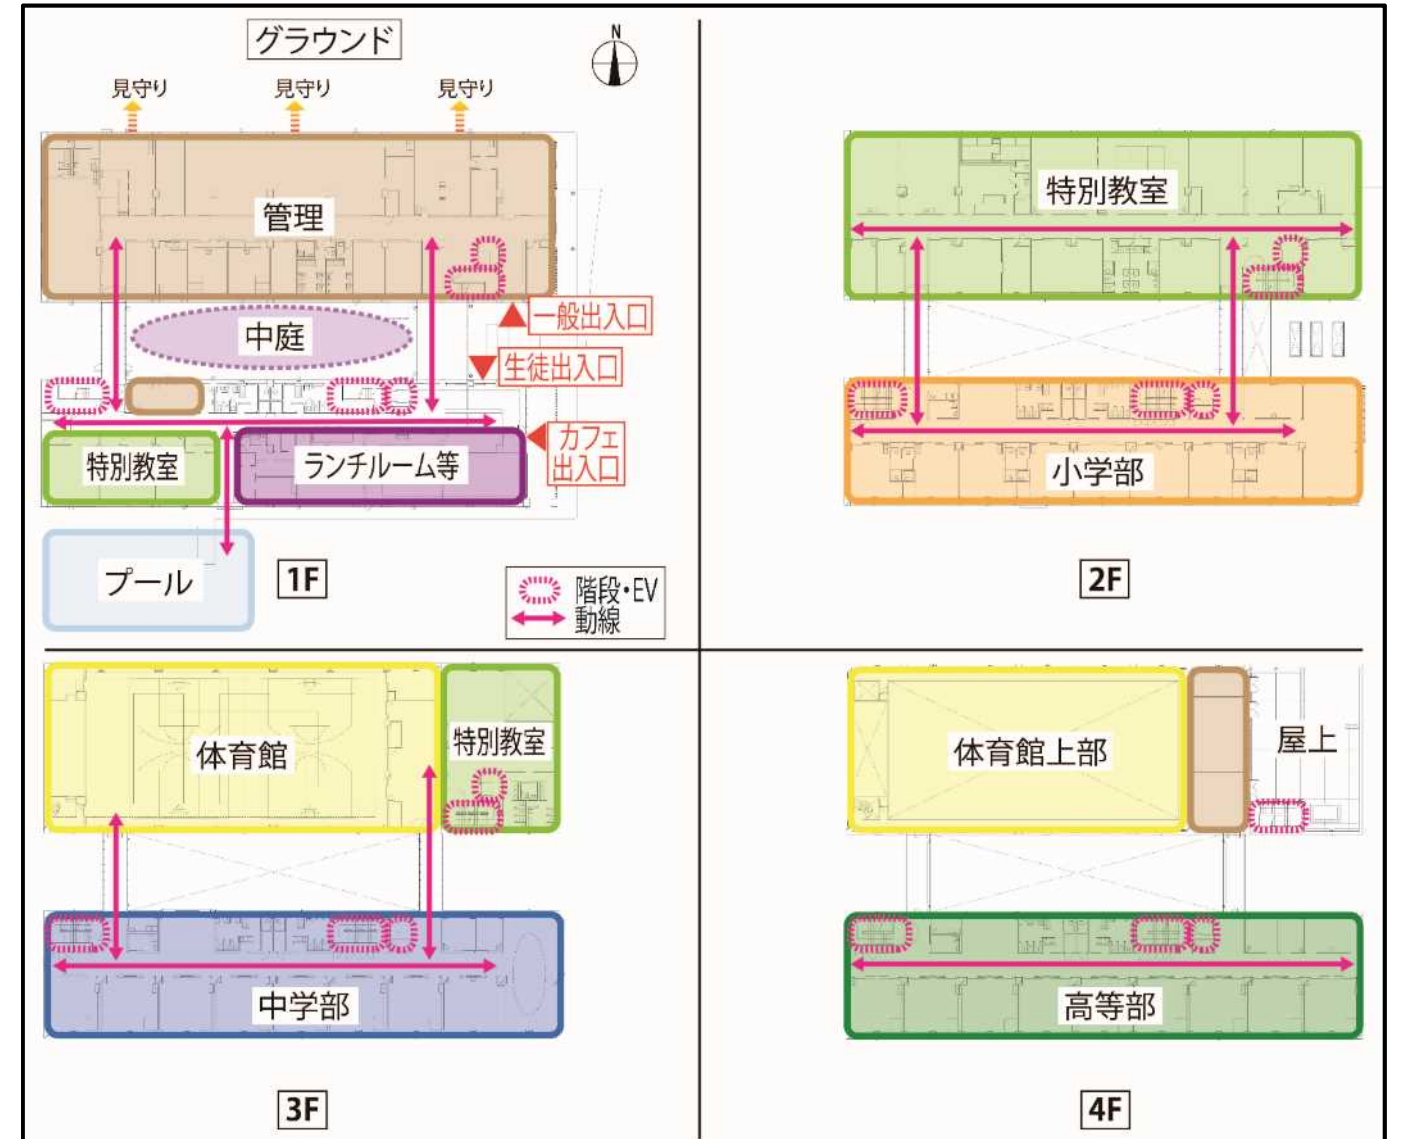 グラウンド
N
見守り
見守り
見守り
管理
中庭
一般出入口
生徒出入口
特別教室
ランチルーム等
カフェ
出入口
プール
1F
階段・EV
動線
特別教室
小学部
2F
体育館
特別教室
中学部
3F
体育館上部
屋上
高等部
4F